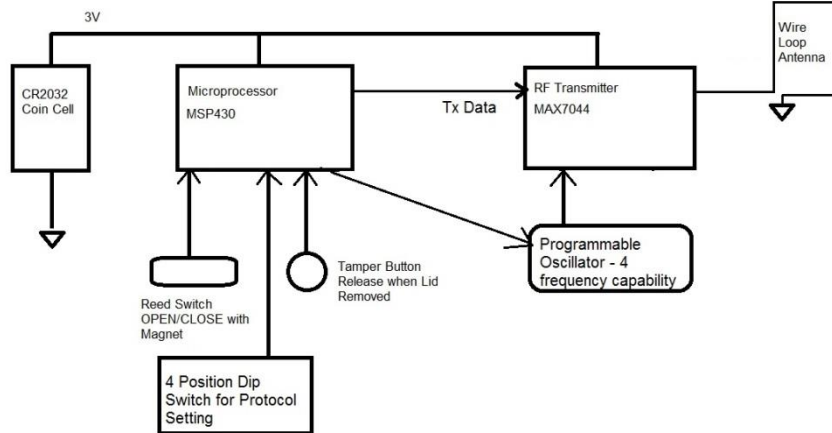 3V
Wire
Loop
Antenna
CR2032
Coin Cell
Microprocessor
MSP430
Tx Data
RF Transmitter
MAX7044
Reed Switch
OPEN/CLOSE with
Magnet
Tamper Button
Release when Lid
Removed
Programmable
Oscillator - 4
frequency capability
4 Position Dip
Switch for Protocol
Setting